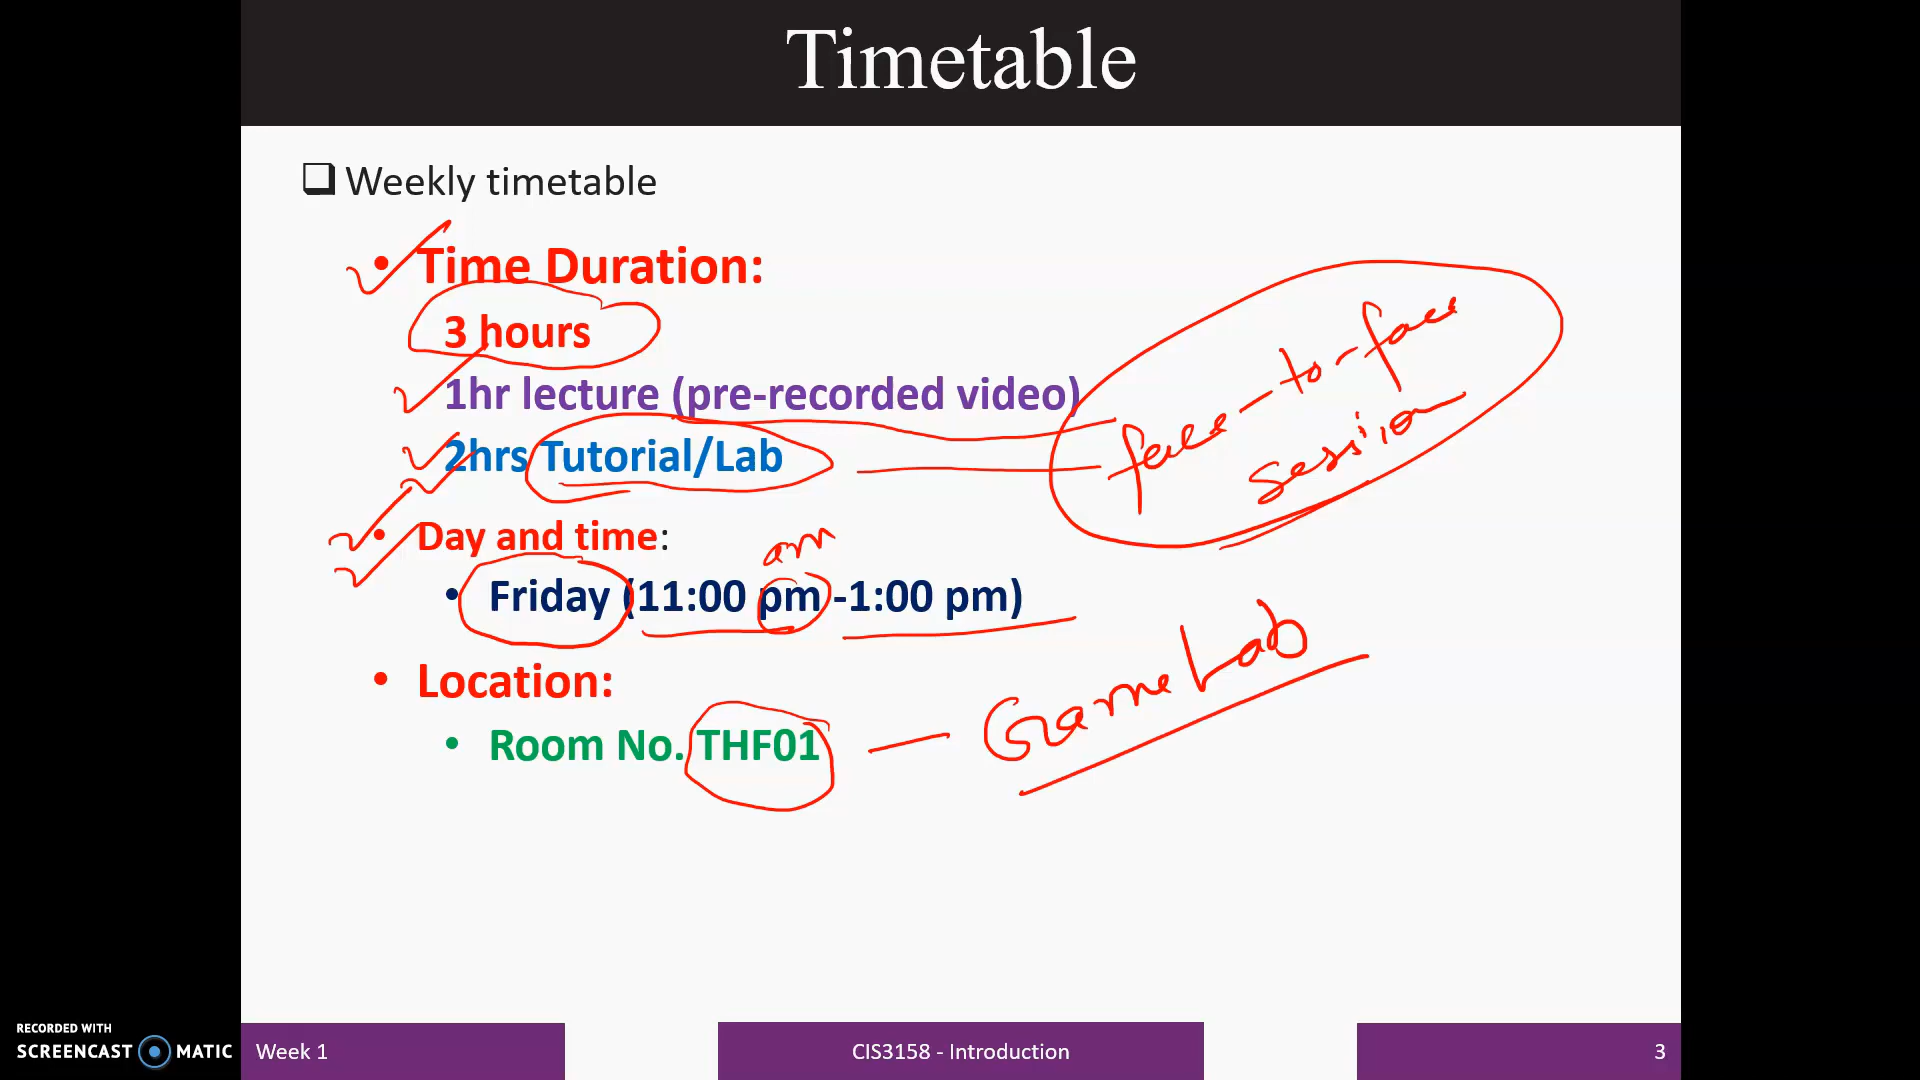 Timetable
Weekly timetable
• Time Duration:
3 hours
1hr lecture (pre-recorded video)
2hrs Tutorial/Lab
face-to-face
session
• Day and time:
am
• Friday (11:00 pm -1:00 pm)
• Location:
• Room No. THF01 — Game Lab
RECORDED WITH
SCREENCAST MATIC
Week 1
CIS3158 - Introduction
3